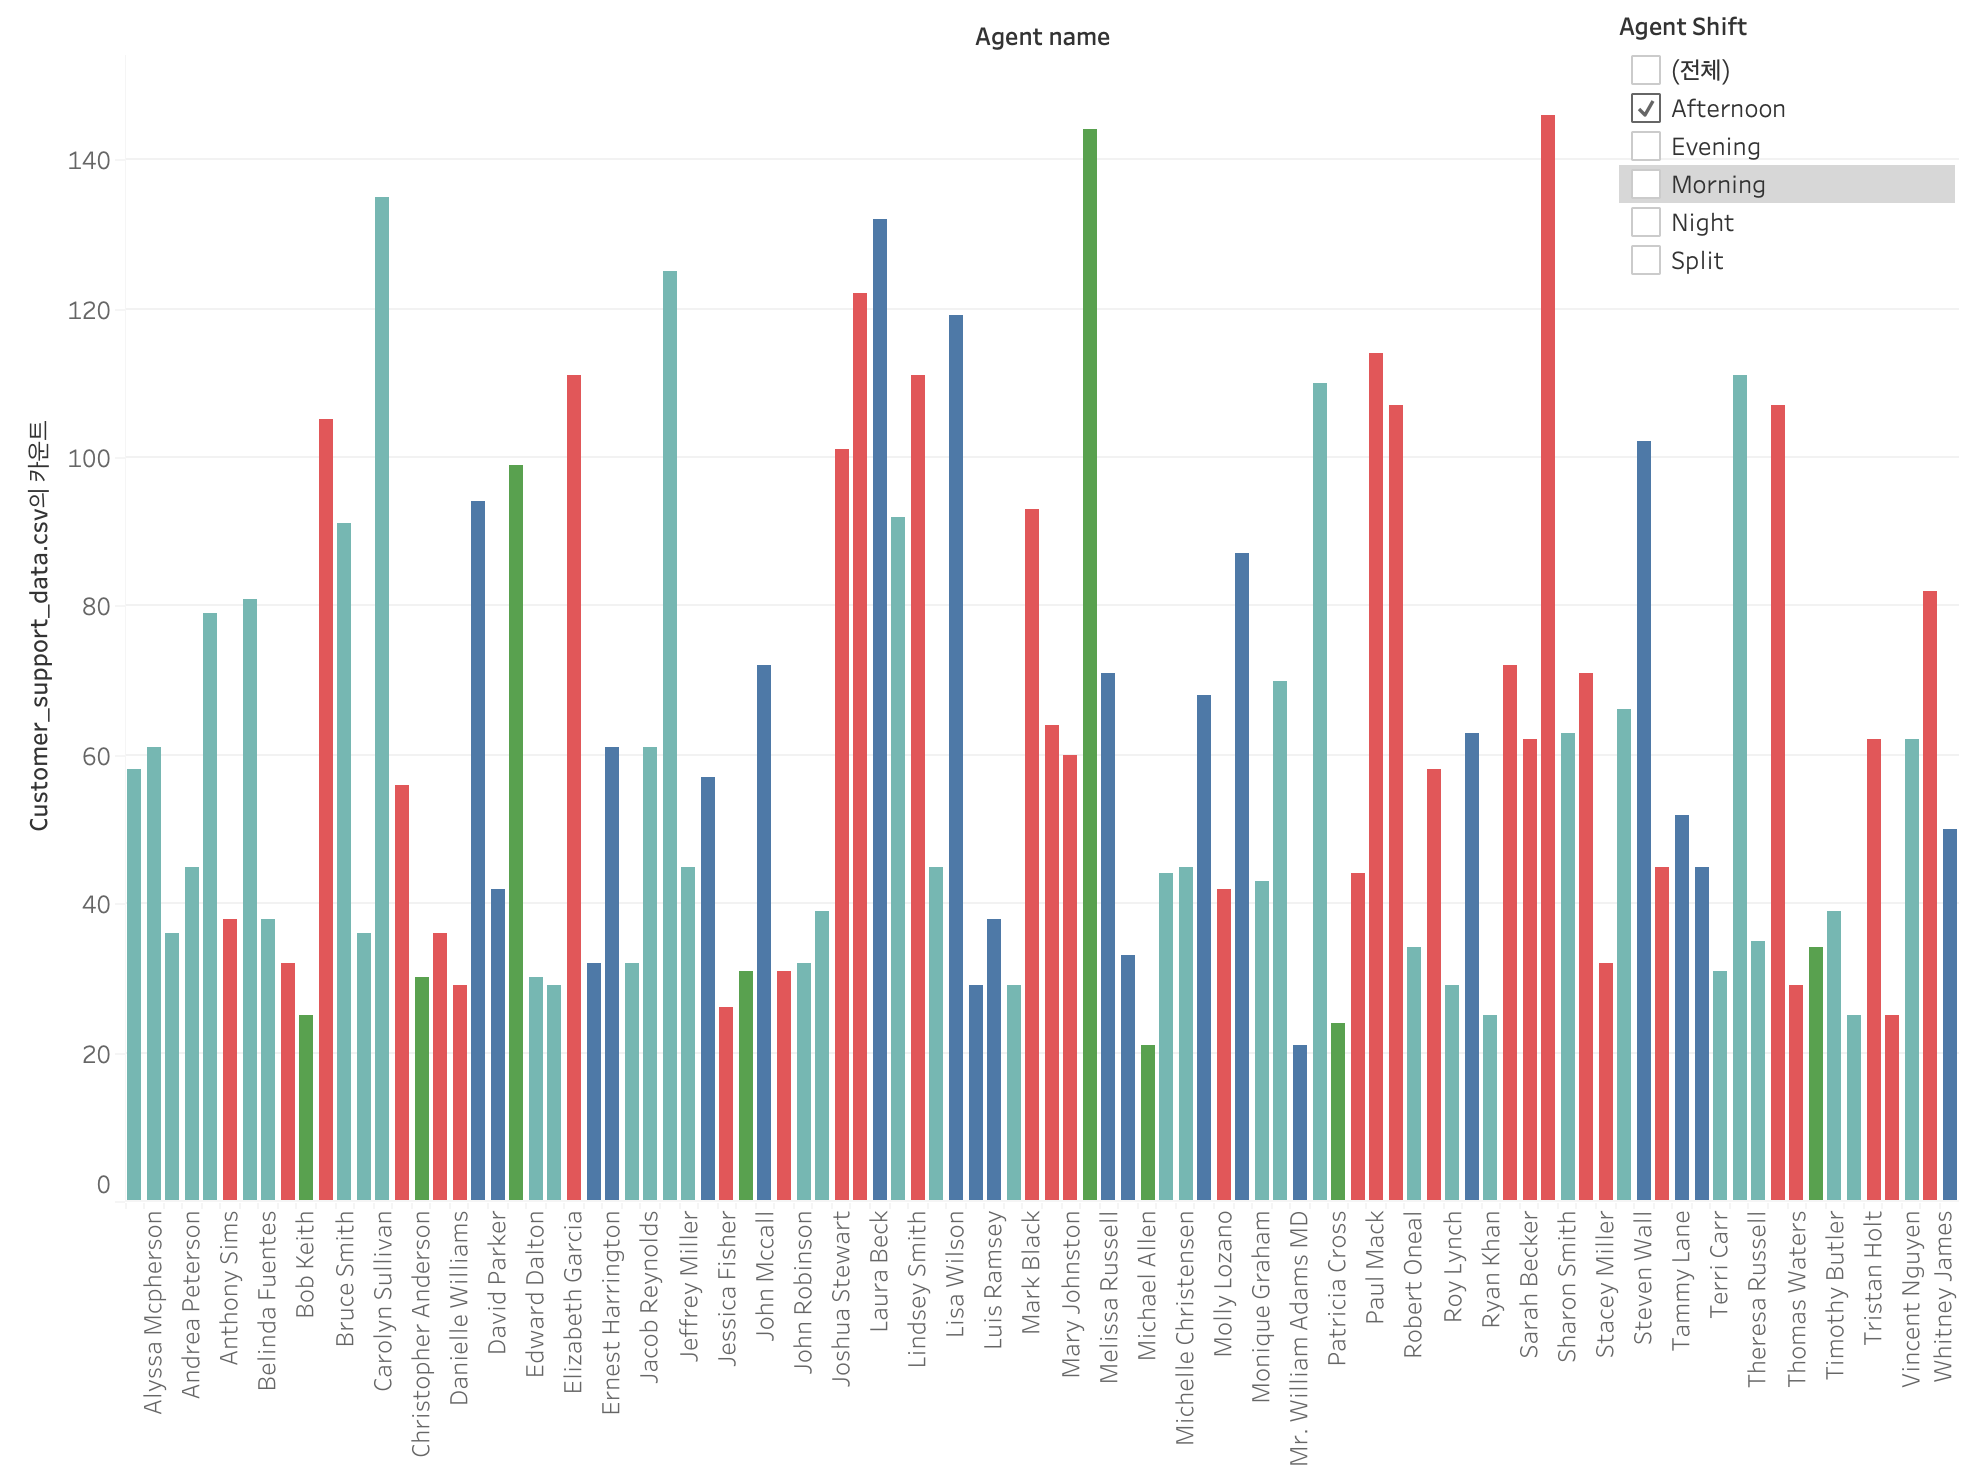 Agent name
Agent Shift
(전체)
Afternoon
Evening
Morning
Night
Split
Customer_support_data.csv의 카운트
140
120
100
80
60
40
20
0
Alyssa Mcpherson
Andrea Peterson
Anthony Sims
Belinda Fuentes
Bob Keith
Bruce Smith
Carolyn Sullivan
Christopher Anderson
Danielle Williams
David Parker
Edward Dalton
Elizabeth Garcia
Ernest Harrington
Jacob Reynolds
Jeffrey Miller
Jessica Fisher
John Mccall
John Robinson
Joshua Stewart
Laura Beck
Lindsey Smith
Lisa Wilson
Luis Ramsey
Mark Black
Mary Johnston
Melissa Russell
Michael Allen
Michelle Christensen
Molly Lozano
Monique Graham
Mr. William Adams MD
Patricia Cross
Paul Mack
Robert Oneal
Roy Lynch
Ryan Khan
Sarah Becker
Sharon Smith
Stacey Miller
Steven Wall
Tammy Lane
Terri Carr
Theresa Russell
Thomas Waters
Timothy Butler
Tristan Holt
Vincent Nguyen
Whitney James